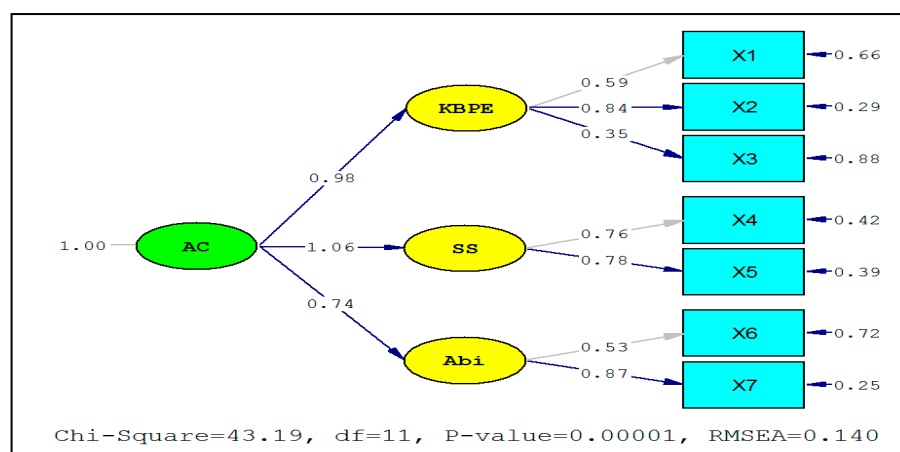 X1
0.66
0.59
KBPE
0.84
X2
0.29
0.35
X3
0.88
0.98
X4
0.42
0.76
1.00
AC
1.06
SS
0.78
X5
0.39
0.74
X6
0.72
0.53
Abi
0.87
X7
0.25
Chi-Square=43.19, df=11, P-value=0.00001, RMSEA=0.140